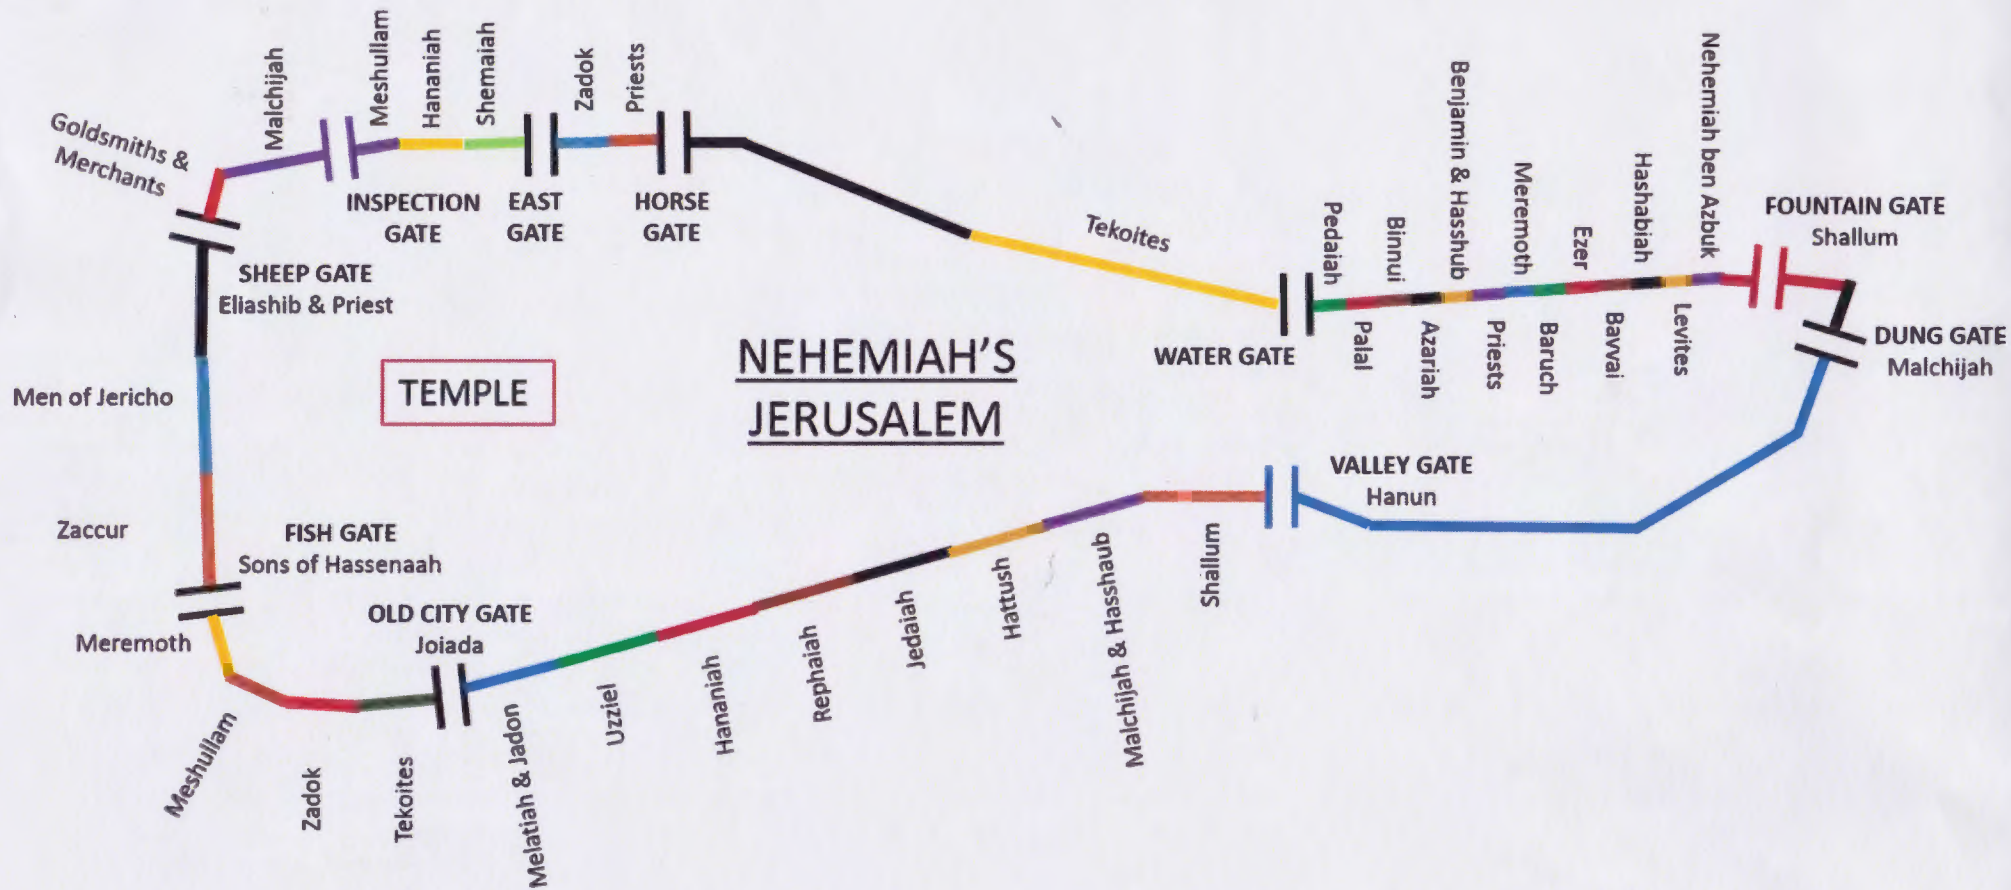 Goldsmiths &
Merchants
Malchijah
Meshullam
Hananiah
Shemaiah
Zadok
Priests
INSPECTION
GATE
EAST
GATE
HORSE
GATE
Tekoites
WATER GATE
Pedaiah
Palal
Binnui
Azariah
Benjamin & Hasshub
Priests
Meremoth
Baruch
Ezer
Bavvai
Hashabiah
Levites
Nehemiah ben Azbuk
FOUNTAIN GATE
Shallum
DUNG GATE
Malchijah
SHEEP GATE
Eliashib & Priest
Men of Jericho
TEMPLE
NEHEMIAH'S
JERUSALEM
VALLEY GATE
Hanun
Zaccur
FISH GATE
Sons of Hassenaah
OLD CITY GATE
Joiada
Meremoth
Meshullam
Zadok
Tekoites
Melatiah & Jadon
Uzziel
Hananiah
Rephaiah
Jedaiah
Hattush
Malchijah & Hasshaub
Shallum